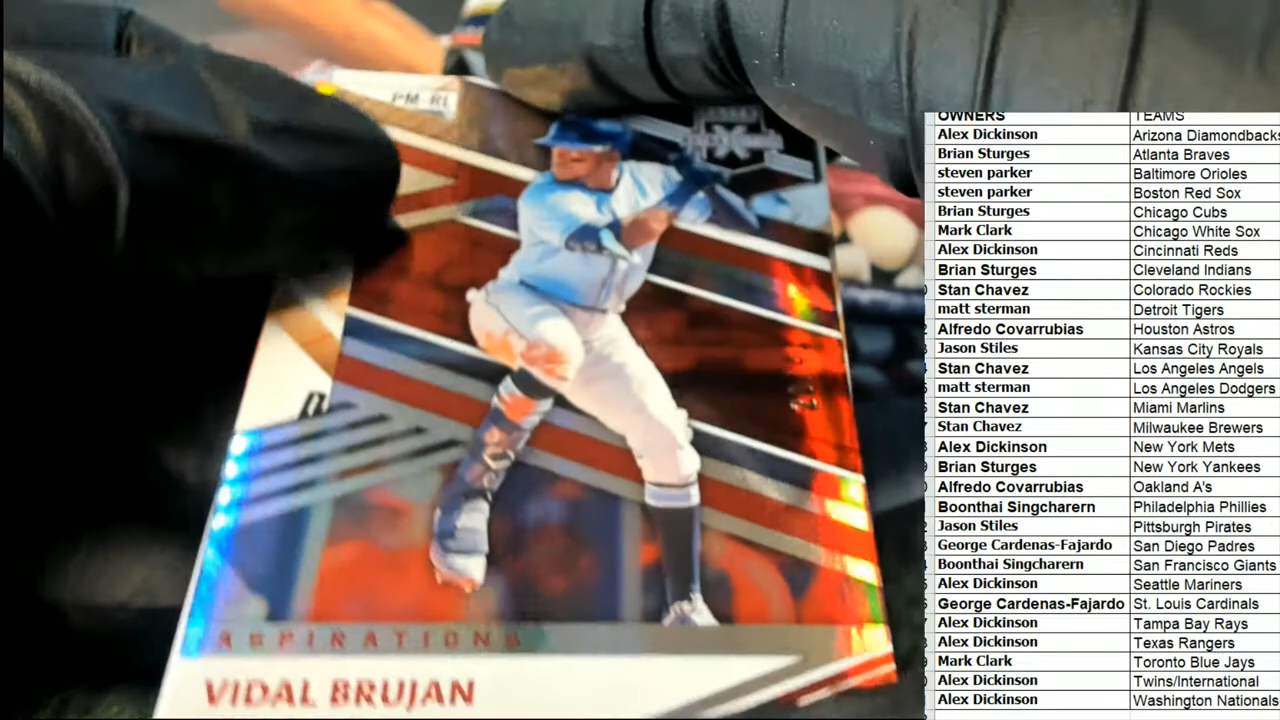 PM-RL
ASPIRATIONS
VIDAL BRUJAN
OWNERS TEAMS
Alex Dickinson Arizona Diamondback
Brian Sturges Atlanta Braves
steven parker Baltimore Orioles
steven parker Boston Red Sox
Brian Sturges Chicago Cubs
Mark Clark Chicago White Sox
Alex Dickinson Cincinnati Reds
Brian Sturges Cleveland Indians
Stan Chavez Colorado Rockies
matt sterman Detroit Tigers
Alfredo Covarrubias Houston Astros
Jason Stiles Kansas City Royals
Stan Chavez Los Angeles Angels
matt sterman Los Angeles Dodgers
Stan Chavez Miami Marlins
Stan Chavez Milwaukee Brewers
Alex Dickinson New York Mets
Brian Sturges New York Yankees
Alfredo Covarrubias Oakland A's
Boonthai Singcharern Philadelphia Phillies
Jason Stiles Pittsburgh Pirates
George Cardenas-Fajardo San Diego Padres
Boonthai Singcharern San Francisco Giants
Alex Dickinson Seattle Mariners
George Cardenas-Fajardo St. Louis Cardinals
Alex Dickinson Tampa Bay Rays
Alex Dickinson Texas Rangers
Mark Clark Toronto Blue Jays
Alex Dickinson Twins/International
Alex Dickinson Washington Nationals